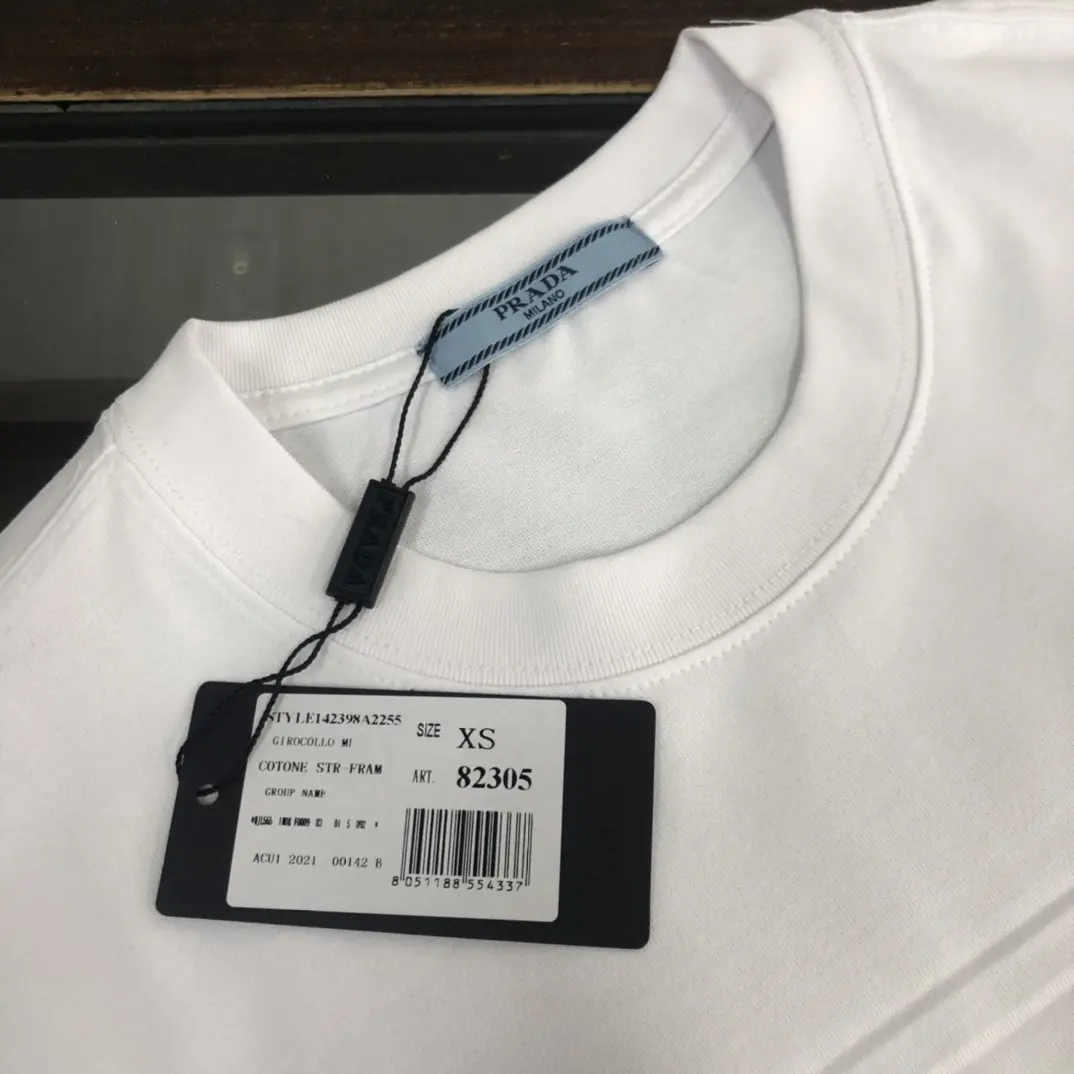 PRADA
MILANO
PRADA
STYLE142398A2255
SIZE XS
GIROCOLLO MI
COTONE STR-FRAM
ART. 82305
GROUP NAME
ACU1 2021 00142 B
8 051188 554337